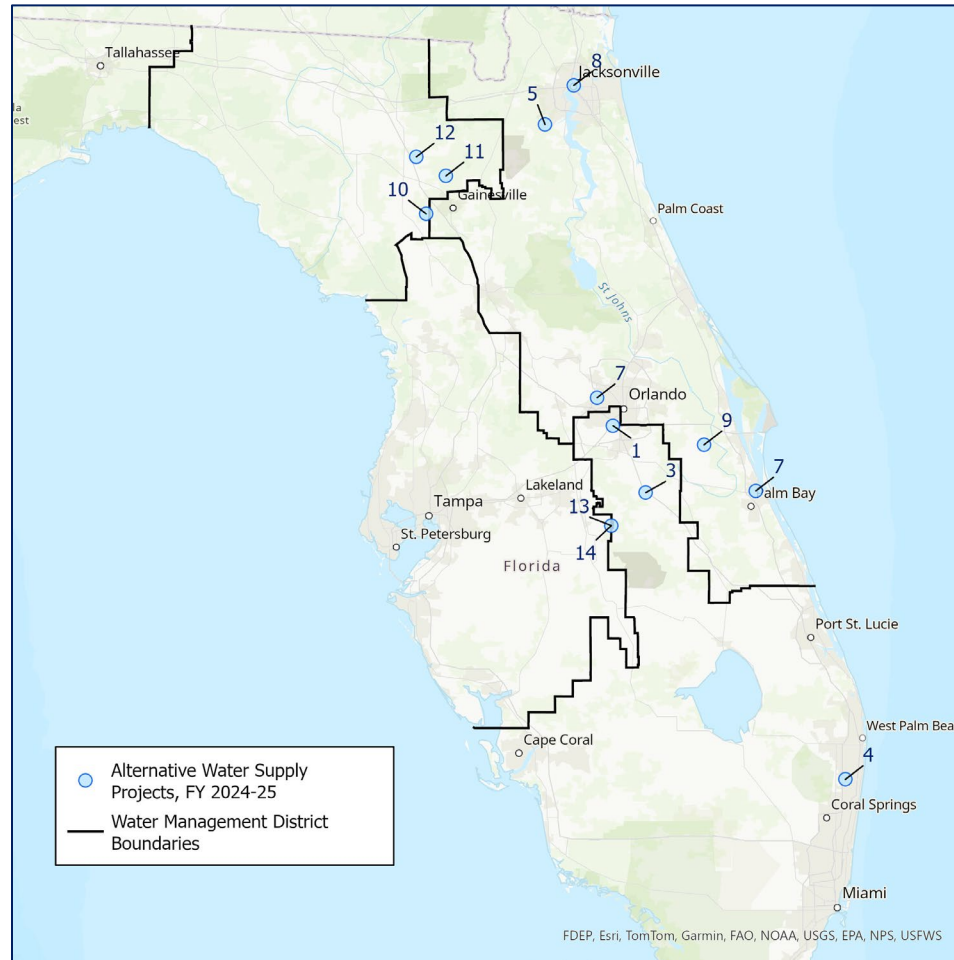 Tallahassee
8
Jacksonville
5
12
11
la
est
10
Gainesville
Palm Coast
St Johns
7
Orlando
9
1
3
7
Lakeland
alm Bay
Tampa
13
St. Petersburg
14
Florida
Port St. Lucie
West Palm Bea
Cape Coral
4
Alternative Water Supply
Projects, FY 2024-25
Coral Springs
Water Management District
Boundaries
Miami
FDEP, Esri, TomTom, Garmin, FAO, NOAA, USGS, EPA, NPS, USFWS